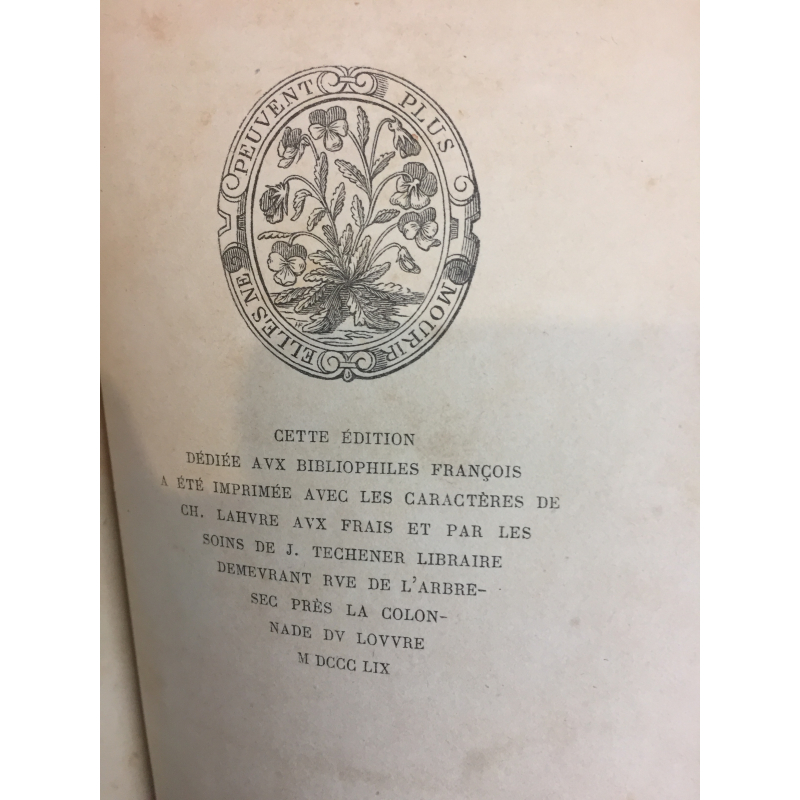 ELLES NE PEUVENT PLUS MOURIR
CETTE ÉDITION
DÉDIÉE AVX BIBLIOPHILES FRANÇOIS
A ÉTÉ IMPRIMÉE AVEC LES CARACTÈRES DE
CH. LAHVRE AVX FRAIS ET PAR LES
SOINS DE J. TECHENER LIBRAIRE
DEMEVRANT RVE DE L'ARBRE-
SEC PRÈS LA COLON-
NADE DV LOVVRE
M DCCC LIX